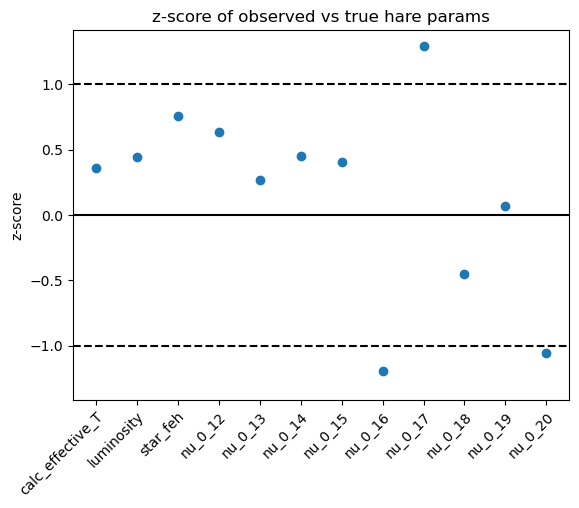 z-score of observed vs true hare params
z-score
1.0
0.5
0.0
−0.5
−1.0
calc_effective_T
luminosity
star_feh
nu_0_12
nu_0_13
nu_0_14
nu_0_15
nu_0_16
nu_0_17
nu_0_18
nu_0_19
nu_0_20